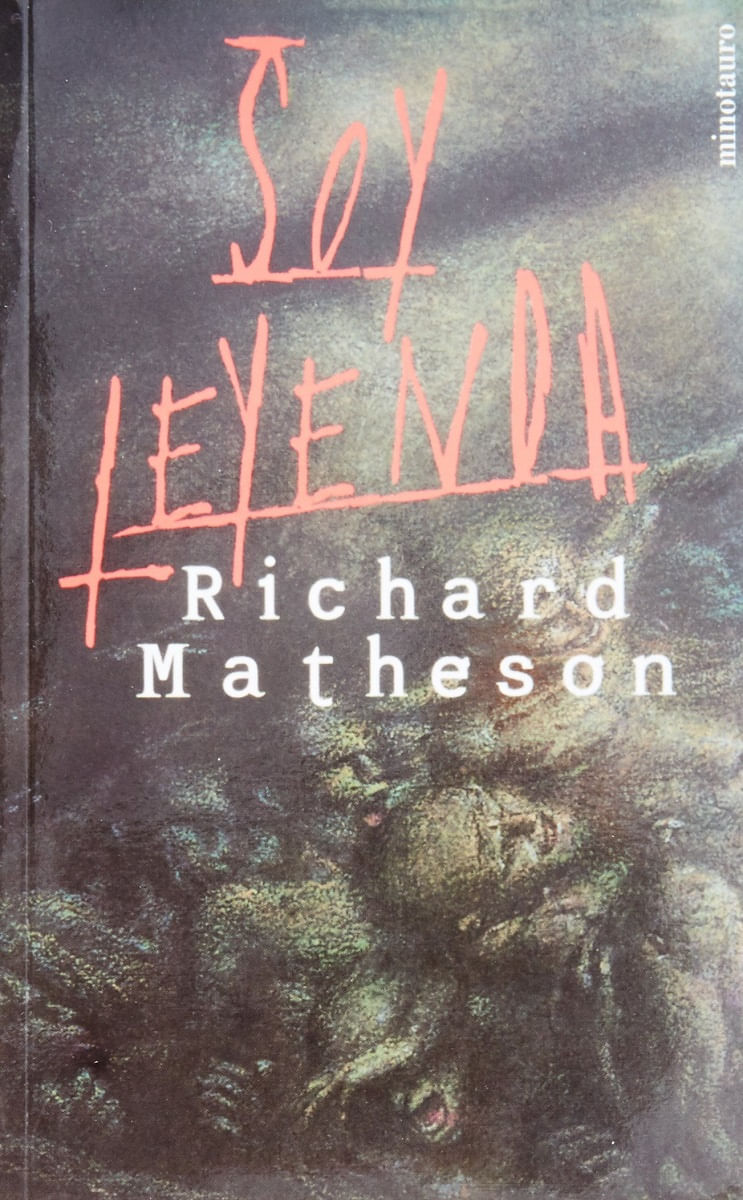 Soy
LEYENDA
Richard
Matheson
minotauro